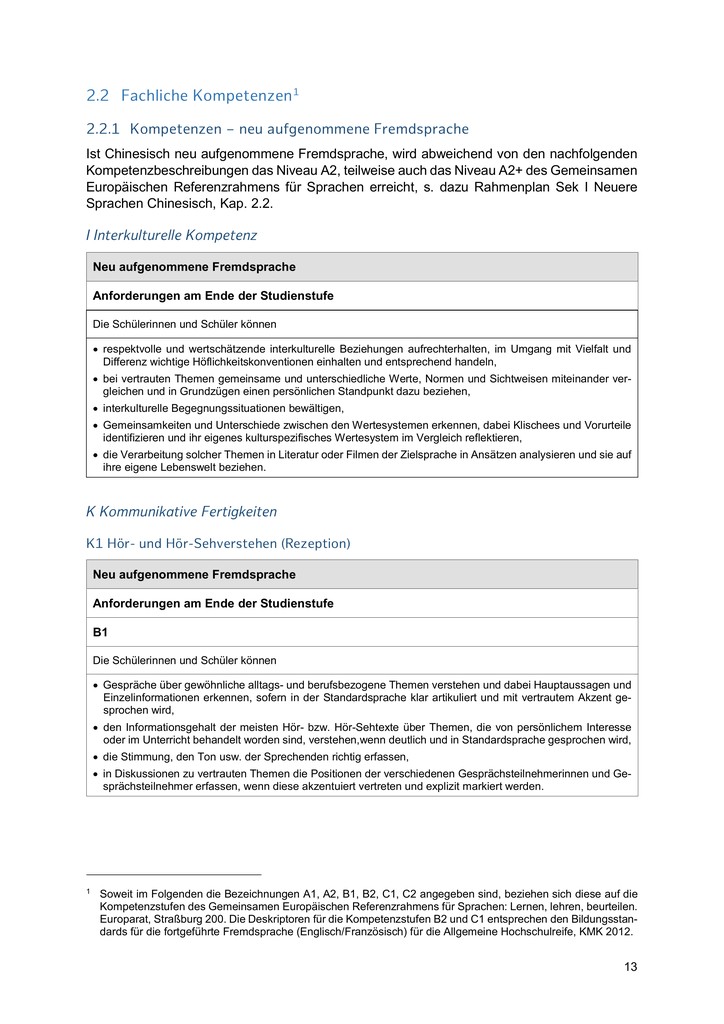 2.2 Fachliche Kompetenzen¹
2.2.1 Kompetenzen – neu aufgenommene Fremdsprache
Ist Chinesisch neu aufgenommene Fremdsprache, wird abweichend von den nachfolgenden
Kompetenzbeschreibungen das Niveau A2, teilweise auch das Niveau A2+ des Gemeinsamen
Europäischen Referenzrahmens für Sprachen erreicht, s. dazu Rahmenplan Sek I Neuere
Sprachen Chinesisch, Kap. 2.2.
I Interkulturelle Kompetenz
Neu aufgenommene Fremdsprache
Anforderungen am Ende der Studienstufe
Die Schülerinnen und Schüler können
• respektvolle und wertschätzende interkulturelle Beziehungen aufrechterhalten, im Umgang mit Vielfalt und
Differenz wichtige Höflichkeitskonventionen einhalten und entsprechend handeln,
• bei vertrauten Themen gemeinsame und unterschiedliche Werte, Normen und Sichtweisen miteinander ver-
gleichen und in Grundzügen einen persönlichen Standpunkt dazu beziehen,
• interkulturelle Begegnungssituationen bewältigen,
• Gemeinsamkeiten und Unterschiede zwischen den Wertesystemen erkennen, dabei Klischees und Vorurteile
identifizieren und ihr eigenes kulturspezifisches Wertesystem im Vergleich reflektieren,
• die Verarbeitung solcher Themen in Literatur oder Filmen der Zielsprache in Ansätzen analysieren und sie auf
ihre eigene Lebenswelt beziehen.
K Kommunikative Fertigkeiten
K1 Hör- und Hör-Sehverstehen (Rezeption)
Neu aufgenommene Fremdsprache
Anforderungen am Ende der Studienstufe
B1
Die Schülerinnen und Schüler können
• Gespräche über gewöhnliche alltags- und berufsbezogene Themen verstehen und dabei Hauptaussagen und
Einzelinformationen erkennen, sofern in der Standardsprache klar artikuliert und mit vertrautem Akzent ge-
sprochen wird,
• den Informationsgehalt der meisten Hör- bzw. Hör-Sehtexte über Themen, die von persönlichem Interesse
oder im Unterricht behandelt worden sind, verstehen,wenn deutlich und in Standardsprache gesprochen wird,
• die Stimmung, den Ton usw. der Sprechenden richtig erfassen,
• in Diskussionen zu vertrauten Themen die Positionen der verschiedenen Gesprächsteilnehmerinnen und Ge-
sprächsteilnehmer erfassen, wenn diese akzentuiert vertreten und explizit markiert werden.
¹ Soweit im Folgenden die Bezeichnungen A1, A2, B1, B2, C1, C2 angegeben sind, beziehen sich diese auf die
Kompetenzstufen des Gemeinsamen Europäischen Referenzrahmens für Sprachen: Lernen, lehren, beurteilen.
Europarat, Straßburg 200. Die Deskriptoren für die Kompetenzstufen B2 und C1 entsprechen den Bildungsstan-
dards für die fortgeführte Fremdsprache (Englisch/Französisch) für die Allgemeine Hochschulreife, KMK 2012.
13